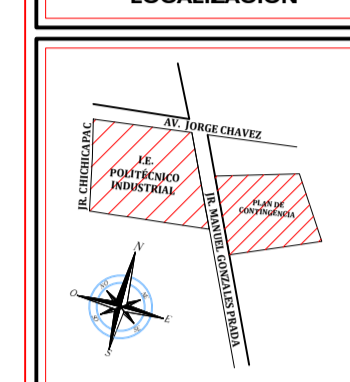 LOCALIZACIÓN
AV. JORGE CHAVEZ
JR. CHICHICAPAC
I.E.
POLITÉCNICO
INDUSTRIAL
JR. MANUEL GONZALES PRADA
PLAN DE
CONTINGENCIA
N
O
E
S